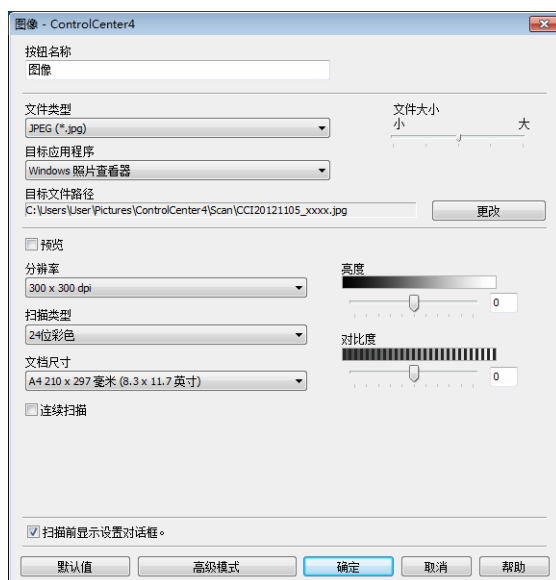 图像 - ControlCenter4
按钮名称
图像
文件类型
JPEG (*.jpg)
文件大小
小 大
目标应用程序
Windows 照片查看器
目标文件路径
C:\Users\User\Pictures\ControlCenter4\Scan\CCI20121105_xxxx.jpg
更改
预览
分辨率
300 x 300 dpi
亮度
0
扫描类型
24位彩色
对比度
0
文档尺寸
A4 210 x 297 毫米 (8.3 x 11.7 英寸)
连续扫描
扫描前显示设置对话框。
默认值 高级模式 确定 取消 帮助